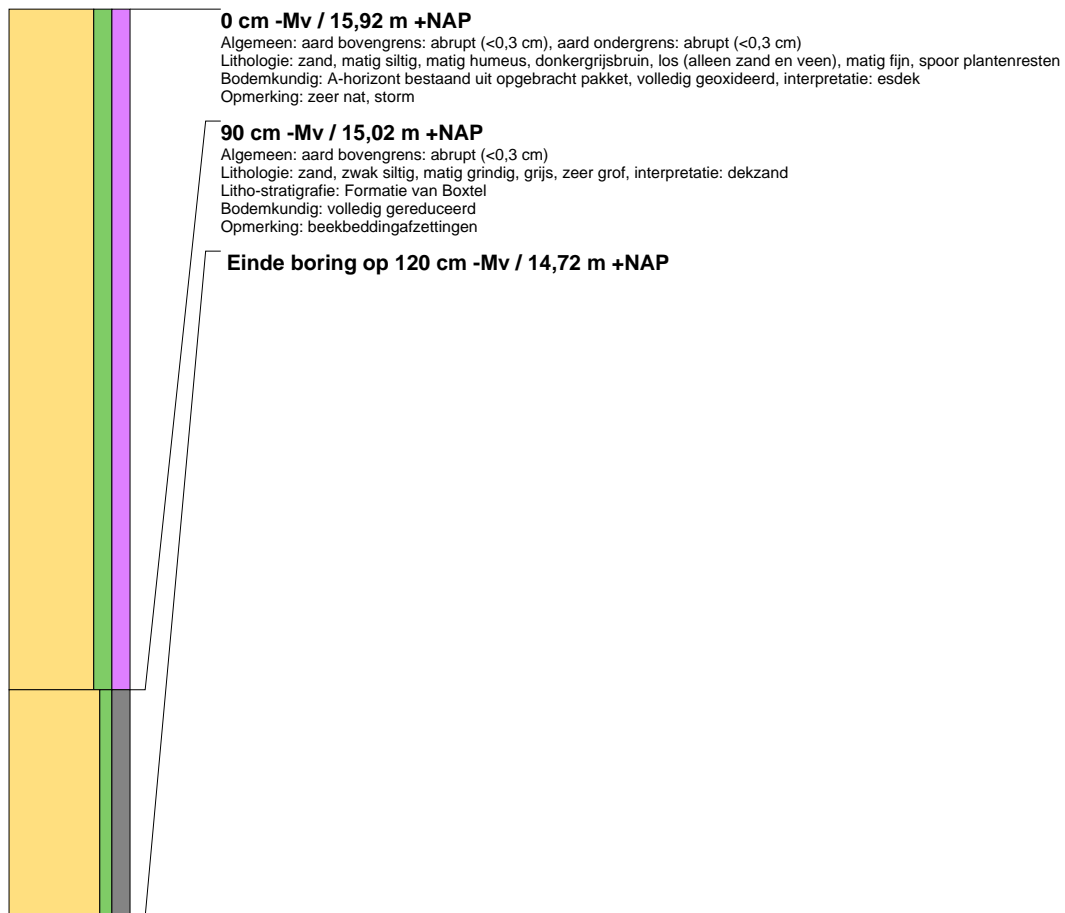 0 cm -Mv / 15,92 m +NAP
Algemeen: aard bovengrens: abrupt (<0,3 cm), aard ondergrens: abrupt (<0,3 cm)
Lithologie: zand, matig siltig, matig humeus, donkergrijsbruin, los (alleen zand en veen), matig fijn, spoor plantenresten
Bodemkundig: A-horizont bestaand uit opgebracht pakket, volledig geoxideerd, interpretatie: esdek
Opmerking: zeer nat, storm
90 cm -Mv / 15,02 m +NAP
Algemeen: aard bovengrens: abrupt (<0,3 cm)
Lithologie: zand, zwak siltig, matig grindig, grijs, zeer grof, interpretatie: dekzand
Litho-stratigrafie: Formatie van Boxtel
Bodemkundig: volledig gereduceerd
Opmerking: beekbeddingafzettingen
Einde boring op 120 cm -Mv / 14,72 m +NAP